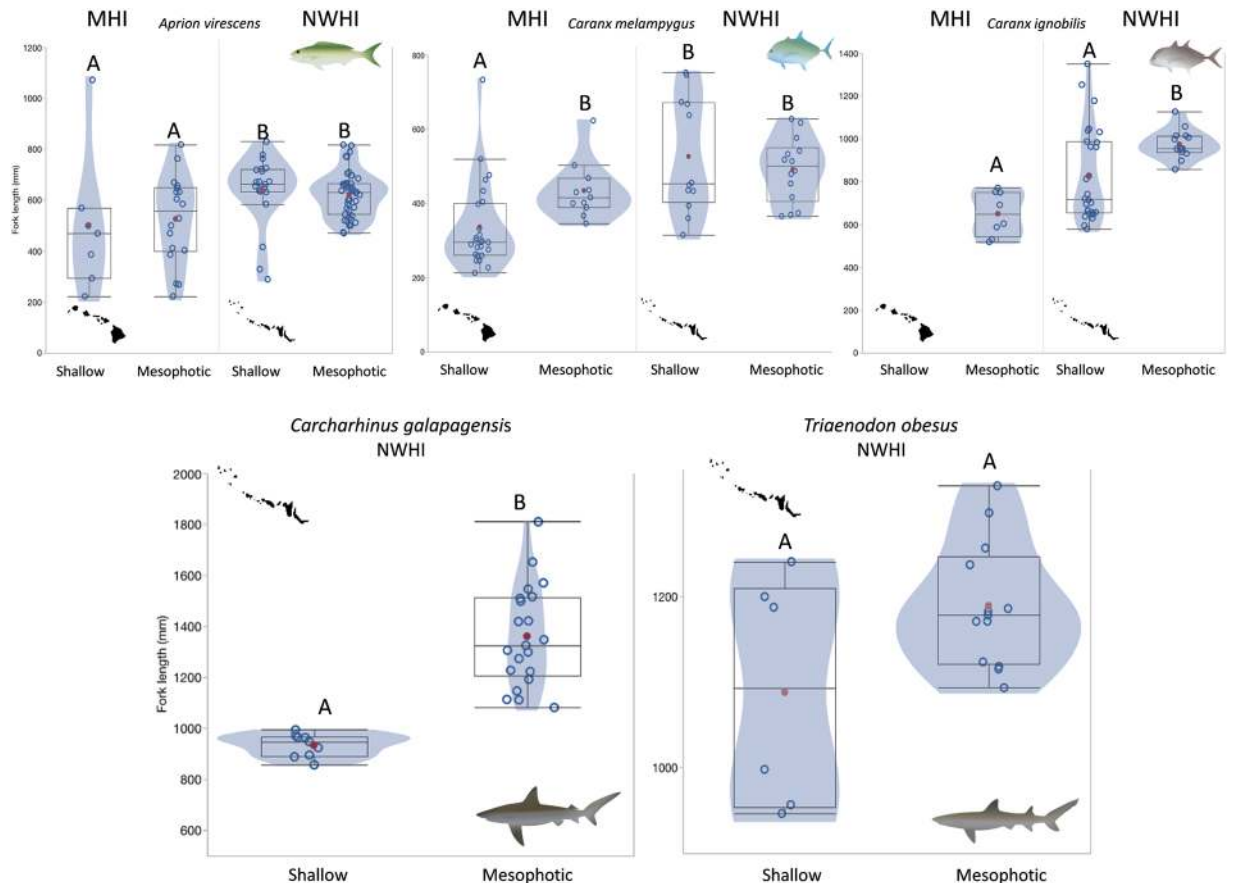 MHI Aprion virescens NWHI
Fork length (mm)
1200
1000
800
600
400
200
0
A
A
B
B
Shallow Mesophotic Shallow Mesophotic
MHI Caranx melampygus NWHI
800
600
400
200
0
A
B
B
B
Shallow Mesophotic Shallow Mesophotic
MHI Caranx ignobilis NWHI
1400
1200
1000
800
600
400
200
0
A
A
B
Shallow Mesophotic Shallow Mesophotic
Carcharhinus galapagensis
NWHI
Fork length (mm)
2000
1800
1600
1400
1200
1000
800
600
A
B
Shallow Mesophotic
Triaenodon obesus
NWHI
1200
1000
A
A
Shallow Mesophotic